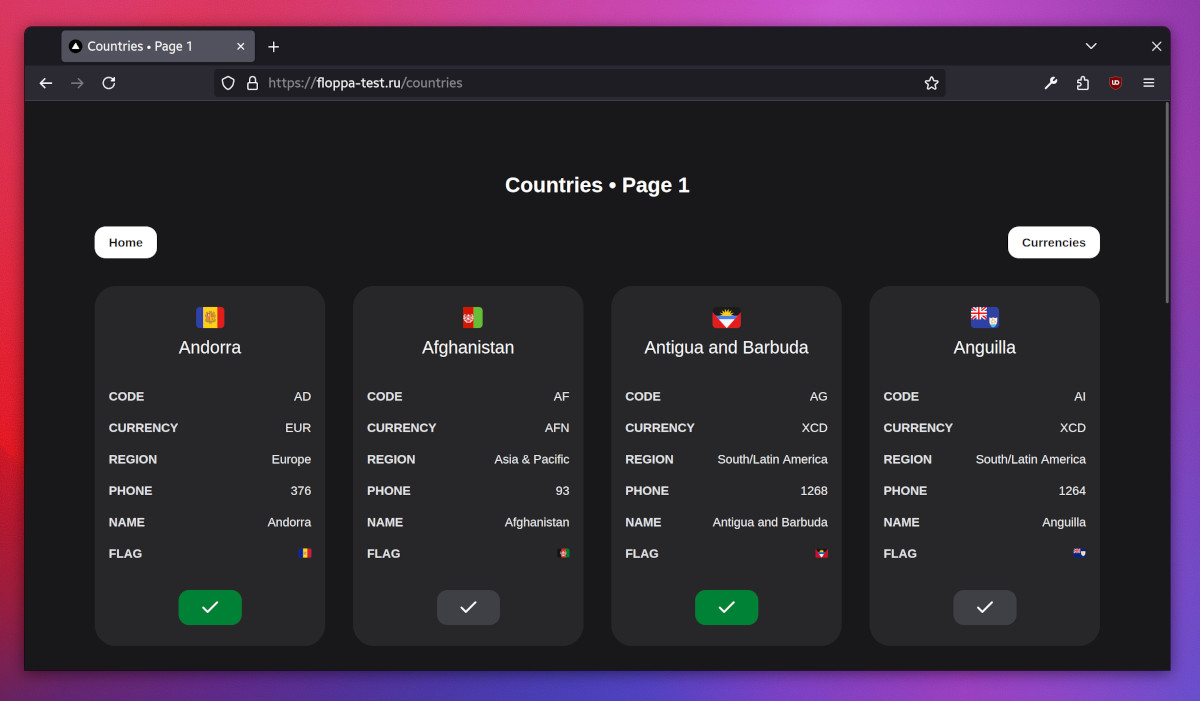 Countries • Page 1
https://floppa-test.ru/countries
Countries • Page 1
Home
Currencies
Andorra
CODE AD
CURRENCY EUR
REGION Europe
PHONE 376
NAME Andorra
FLAG
Afghanistan
CODE AF
CURRENCY AFN
REGION Asia & Pacific
PHONE 93
NAME Afghanistan
FLAG
Antigua and Barbuda
CODE AG
CURRENCY XCD
REGION South/Latin America
PHONE 1268
NAME Antigua and Barbuda
FLAG
Anguilla
CODE AI
CURRENCY XCD
REGION South/Latin America
PHONE 1264
NAME Anguilla
FLAG